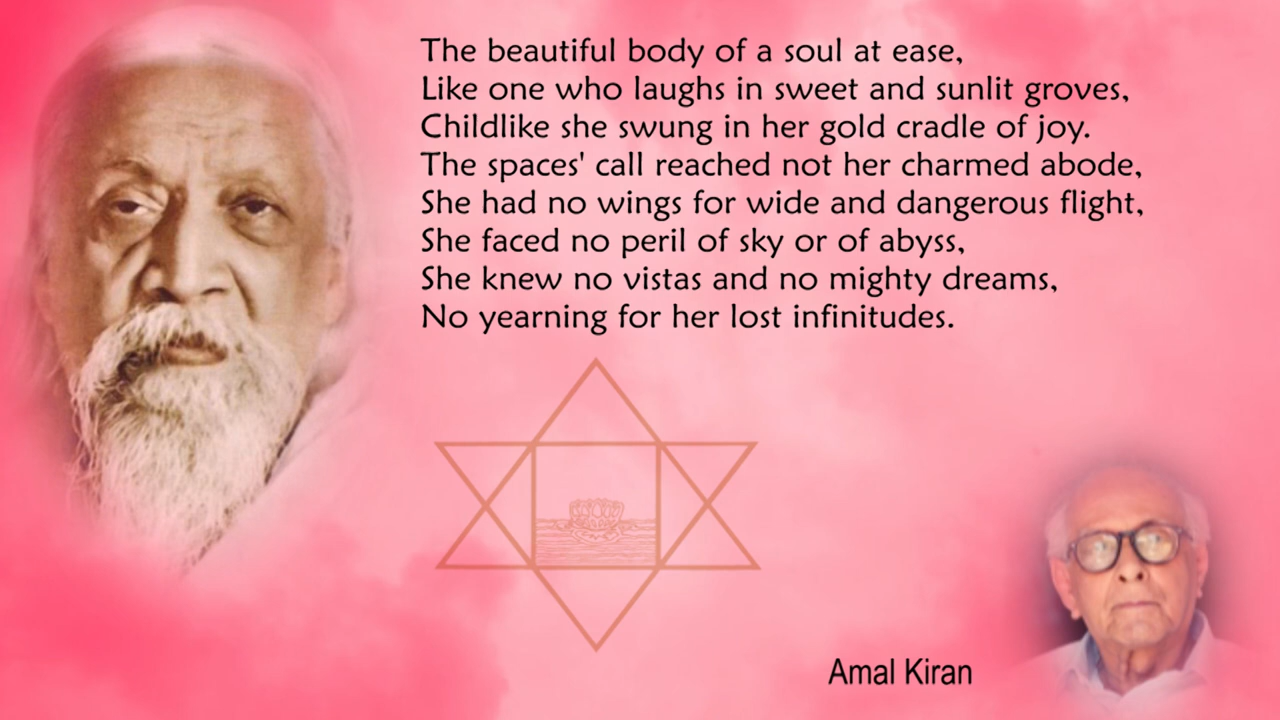 The beautiful body of a soul at ease,
Like one who laughs in sweet and sunlit groves,
Childlike she swung in her gold cradle of joy.
The spaces' call reached not her charmed abode,
She had no wings for wide and dangerous flight,
She faced no peril of sky or of abyss,
She knew no vistas and no mighty dreams,
No yearning for her lost infinitudes.
Amal Kiran